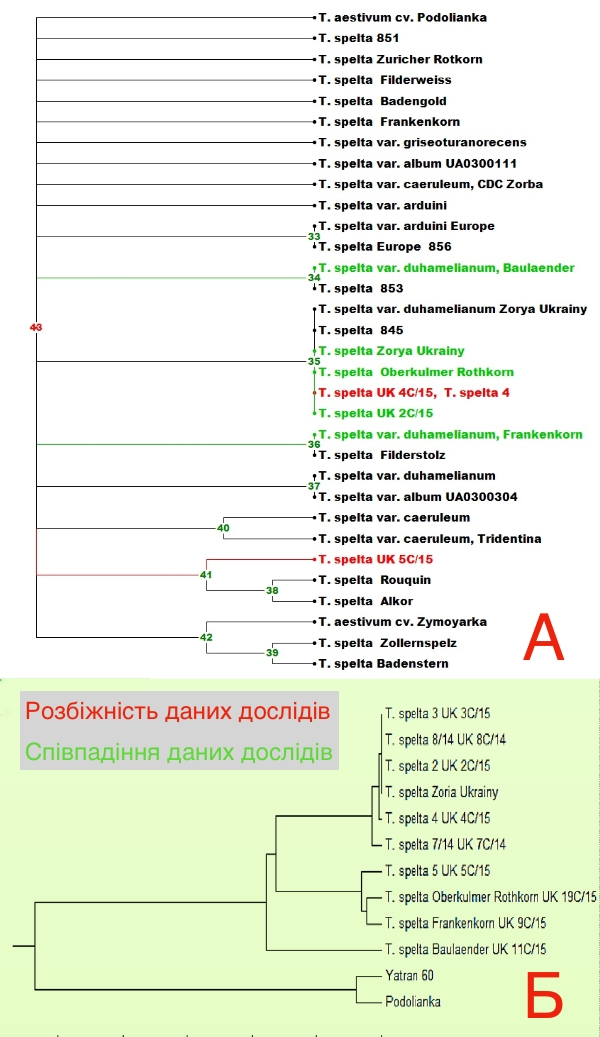 T. aestivum cv. Podolianka
T. spelta 851
T. spelta Zuricher Rotkorn
T. spelta Filderweiss
T. spelta Badengold
T. spelta Frankenkorn
T. spelta var. griseoturanorecens
T. spelta var. album UA0300111
T. spelta var. caeruleum, CDC Zorba
T. spelta var. arduini
T. spelta var. arduini Europe
33
T. spelta Europe 856
T. spelta var. duhamelianum, Baulaender
34
T. spelta 853
T. spelta var. duhamelianum Zorya Ukrainy
43
T. spelta 845
T. spelta Zorya Ukrainy
35
T. spelta Oberkulmer Rothkorn
T. spelta UK 4C/15, T. spelta 4
T. spelta UK 2C/15
T. spelta var. duhamelianum, Frankenkorn
36
T. spelta Filderstolz
T. spelta var. duhamelianum
37
T. spelta var. album UA0300304
T. spelta var. caeruleum
40
T. spelta var. caeruleum, Tridentina
T. spelta UK 5C/15
41
T. spelta Rouquin
38
T. spelta Alkor
T. aestivum cv. Zymoyarka
42
T. spelta Zollernspelz
39
T. spelta Badenstern
А
Розбіжність даних дослідів
Співпадіння даних дослідів
T. spelta 3 UK 3C/15
T. spelta 8/14 UK 8C/14
T. spelta 2 UK 2C/15
T. spelta Zoria Ukrainy
T. spelta 4 UK 4C/15
T. spelta 7/14 UK 7C/14
T. spelta 5 UK 5C/15
T. spelta Oberkulmer Rothkorn UK 19C/15
T. spelta Frankenkorn UK 9C/15
T. spelta Baulaender UK 11C/15
Yatran 60
Podolianka
Б